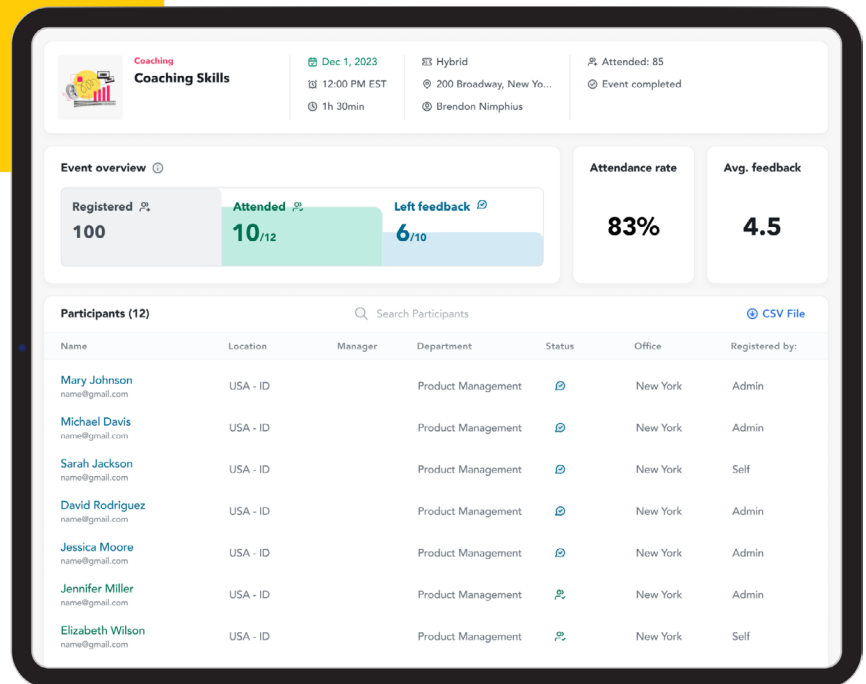 Coaching
Coaching Skills
Dec 1, 2023
12:00 PM EST
1h 30min
Hybrid
200 Broadway, New Yo...
Brendon Nimphius
Attended: 85
Event completed
Event overview
Registered
100
Attended
10/12
Left feedback
6/10
Attendance rate
83%
Avg. feedback
4.5
Participants (12)
Search Participants
CSV File
Name Location Manager Department Status Office Registered by:
Mary Johnson USA - ID Product Management New York Admin
name@gmail.com
Michael Davis USA - ID Product Management New York Admin
name@gmail.com
Sarah Jackson USA - ID Product Management New York Self
name@gmail.com
David Rodriguez USA - ID Product Management New York Admin
name@gmail.com
Jessica Moore USA - ID Product Management New York Admin
name@gmail.com
Jennifer Miller USA - ID Product Management New York Admin
name@gmail.com
Elizabeth Wilson USA - ID Product Management New York Self
name@gmail.com